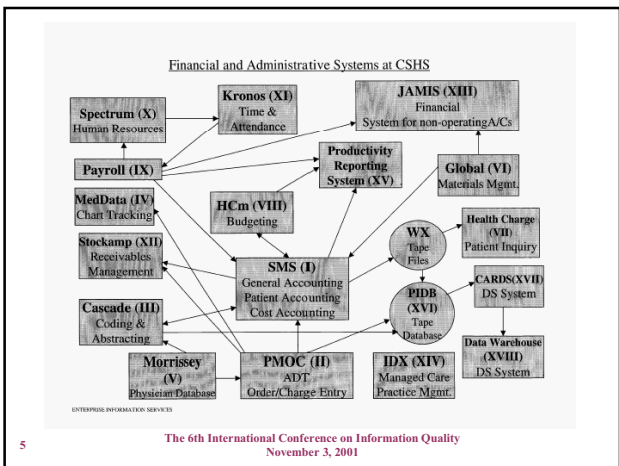 Financial and Administrative Systems at CSHS
Spectrum (X)
Human Resources
Kronos (XI)
Time &
Attendance
JAMIS (XIII)
Financial
System for non-operatingA/Cs
Payroll (IX)
Productivity
Reporting
System (XV)
Global (VI)
Materials Mgmt.
MedData (IV)
Chart Tracking
HCm (VIII)
Budgeting
Stockamp (XII)
Receivables
Management
WX
Tape
Files
Health Charge
(VII)
Patient Inquiry
SMS (I)
General Accounting
Patient Accounting
Cost Accounting
PIDB
(XVI)
Tape
Database
CARDS(XVII)
DS System
Cascade (III)
Coding &
Abstracting
Data Warehouse
(XVIII)
DS System
Morrissey
(V)
Physician Database
PMOC (II)
ADT
Order/Charge Entry
IDX (XIV)
Managed Care
Practice Mgmt.
ENTERPRISE INFORMATION SERVICES
5
The 6th International Conference on Information Quality
November 3, 2001